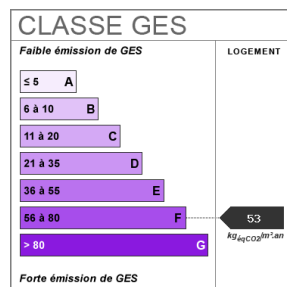 CLASSE GES
Faible émission de GES
LOGEMENT
≤ 5 A
6 à 10 B
11 à 20 C
21 à 35 D
36 à 55 E
56 à 80 F
53
kgéqCO2/m².an
> 80 G
Forte émission de GES